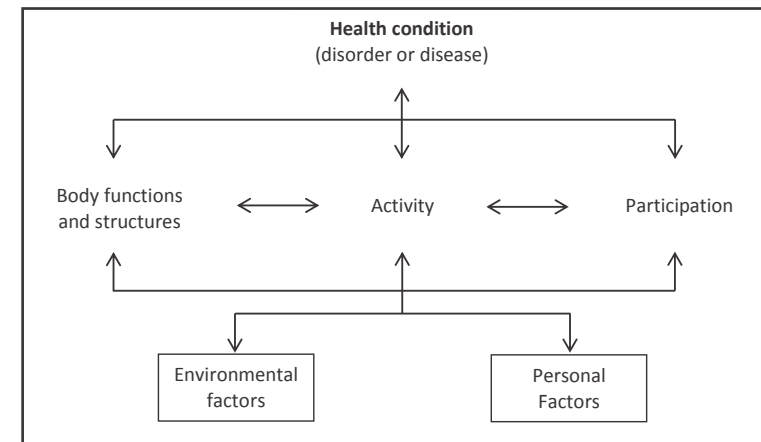 Health condition
(disorder or disease)
Body functions
and structures
Activity
Participation
Environmental
factors
Personal
Factors